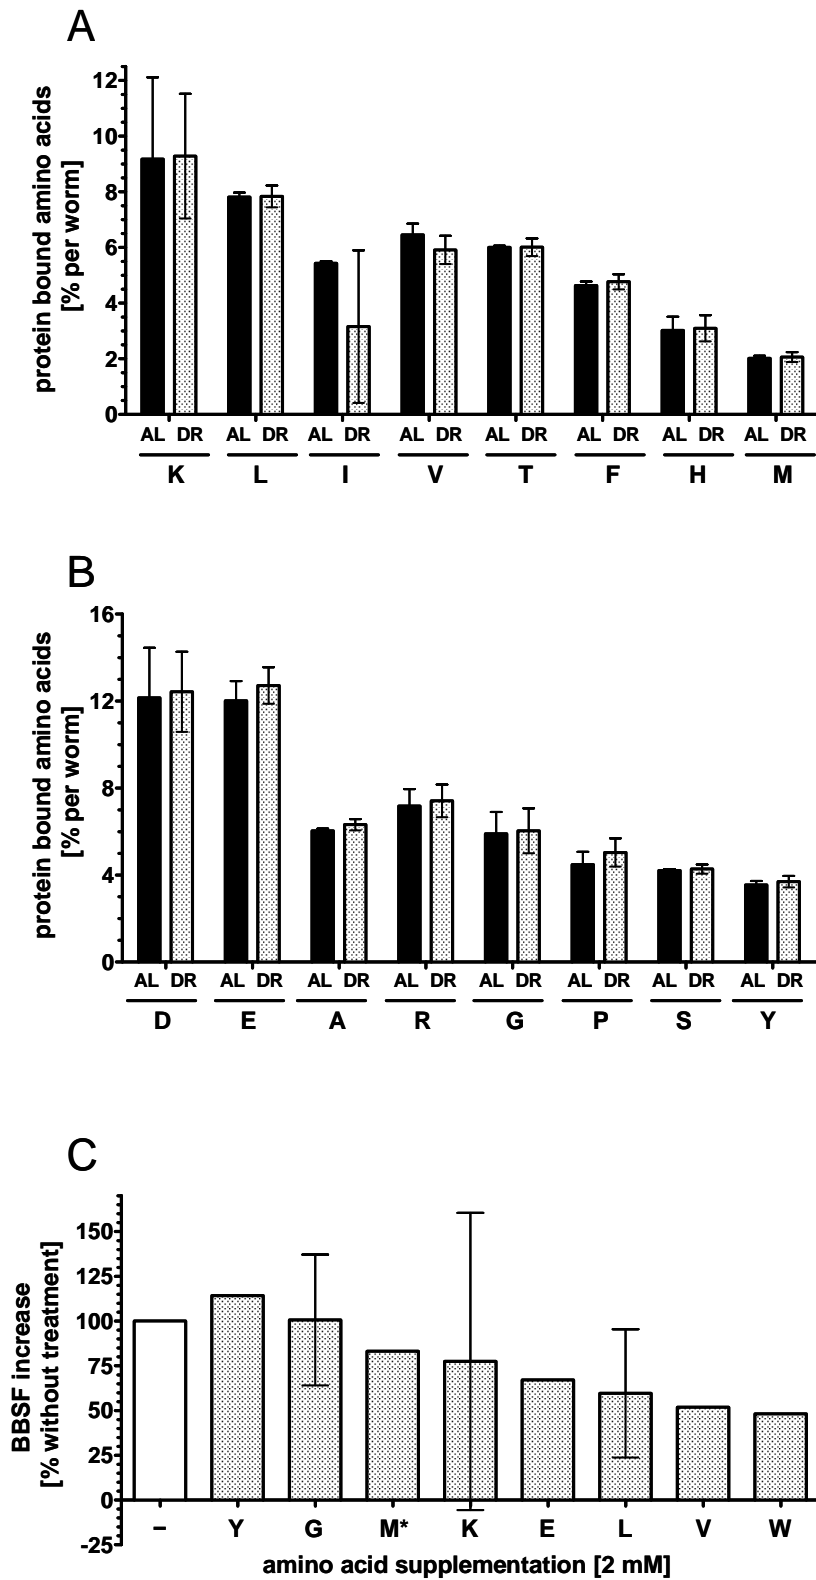 A
protein bound amino acids
[% per worm]
12
10
8
6
4
2
0
AL DR AL DR AL DR AL DR AL DR AL DR AL DR AL DR
K L I V T F H M
B
protein bound amino acids
[% per worm]
16
12
8
4
0
AL DR AL DR AL DR AL DR AL DR AL DR AL DR AL DR
D E A R G P S Y
C
BBSF increase
[% without treatment]
150
125
100
75
50
25
0
-25
– Y G M* K E L V W
amino acid supplementation [2 mM]